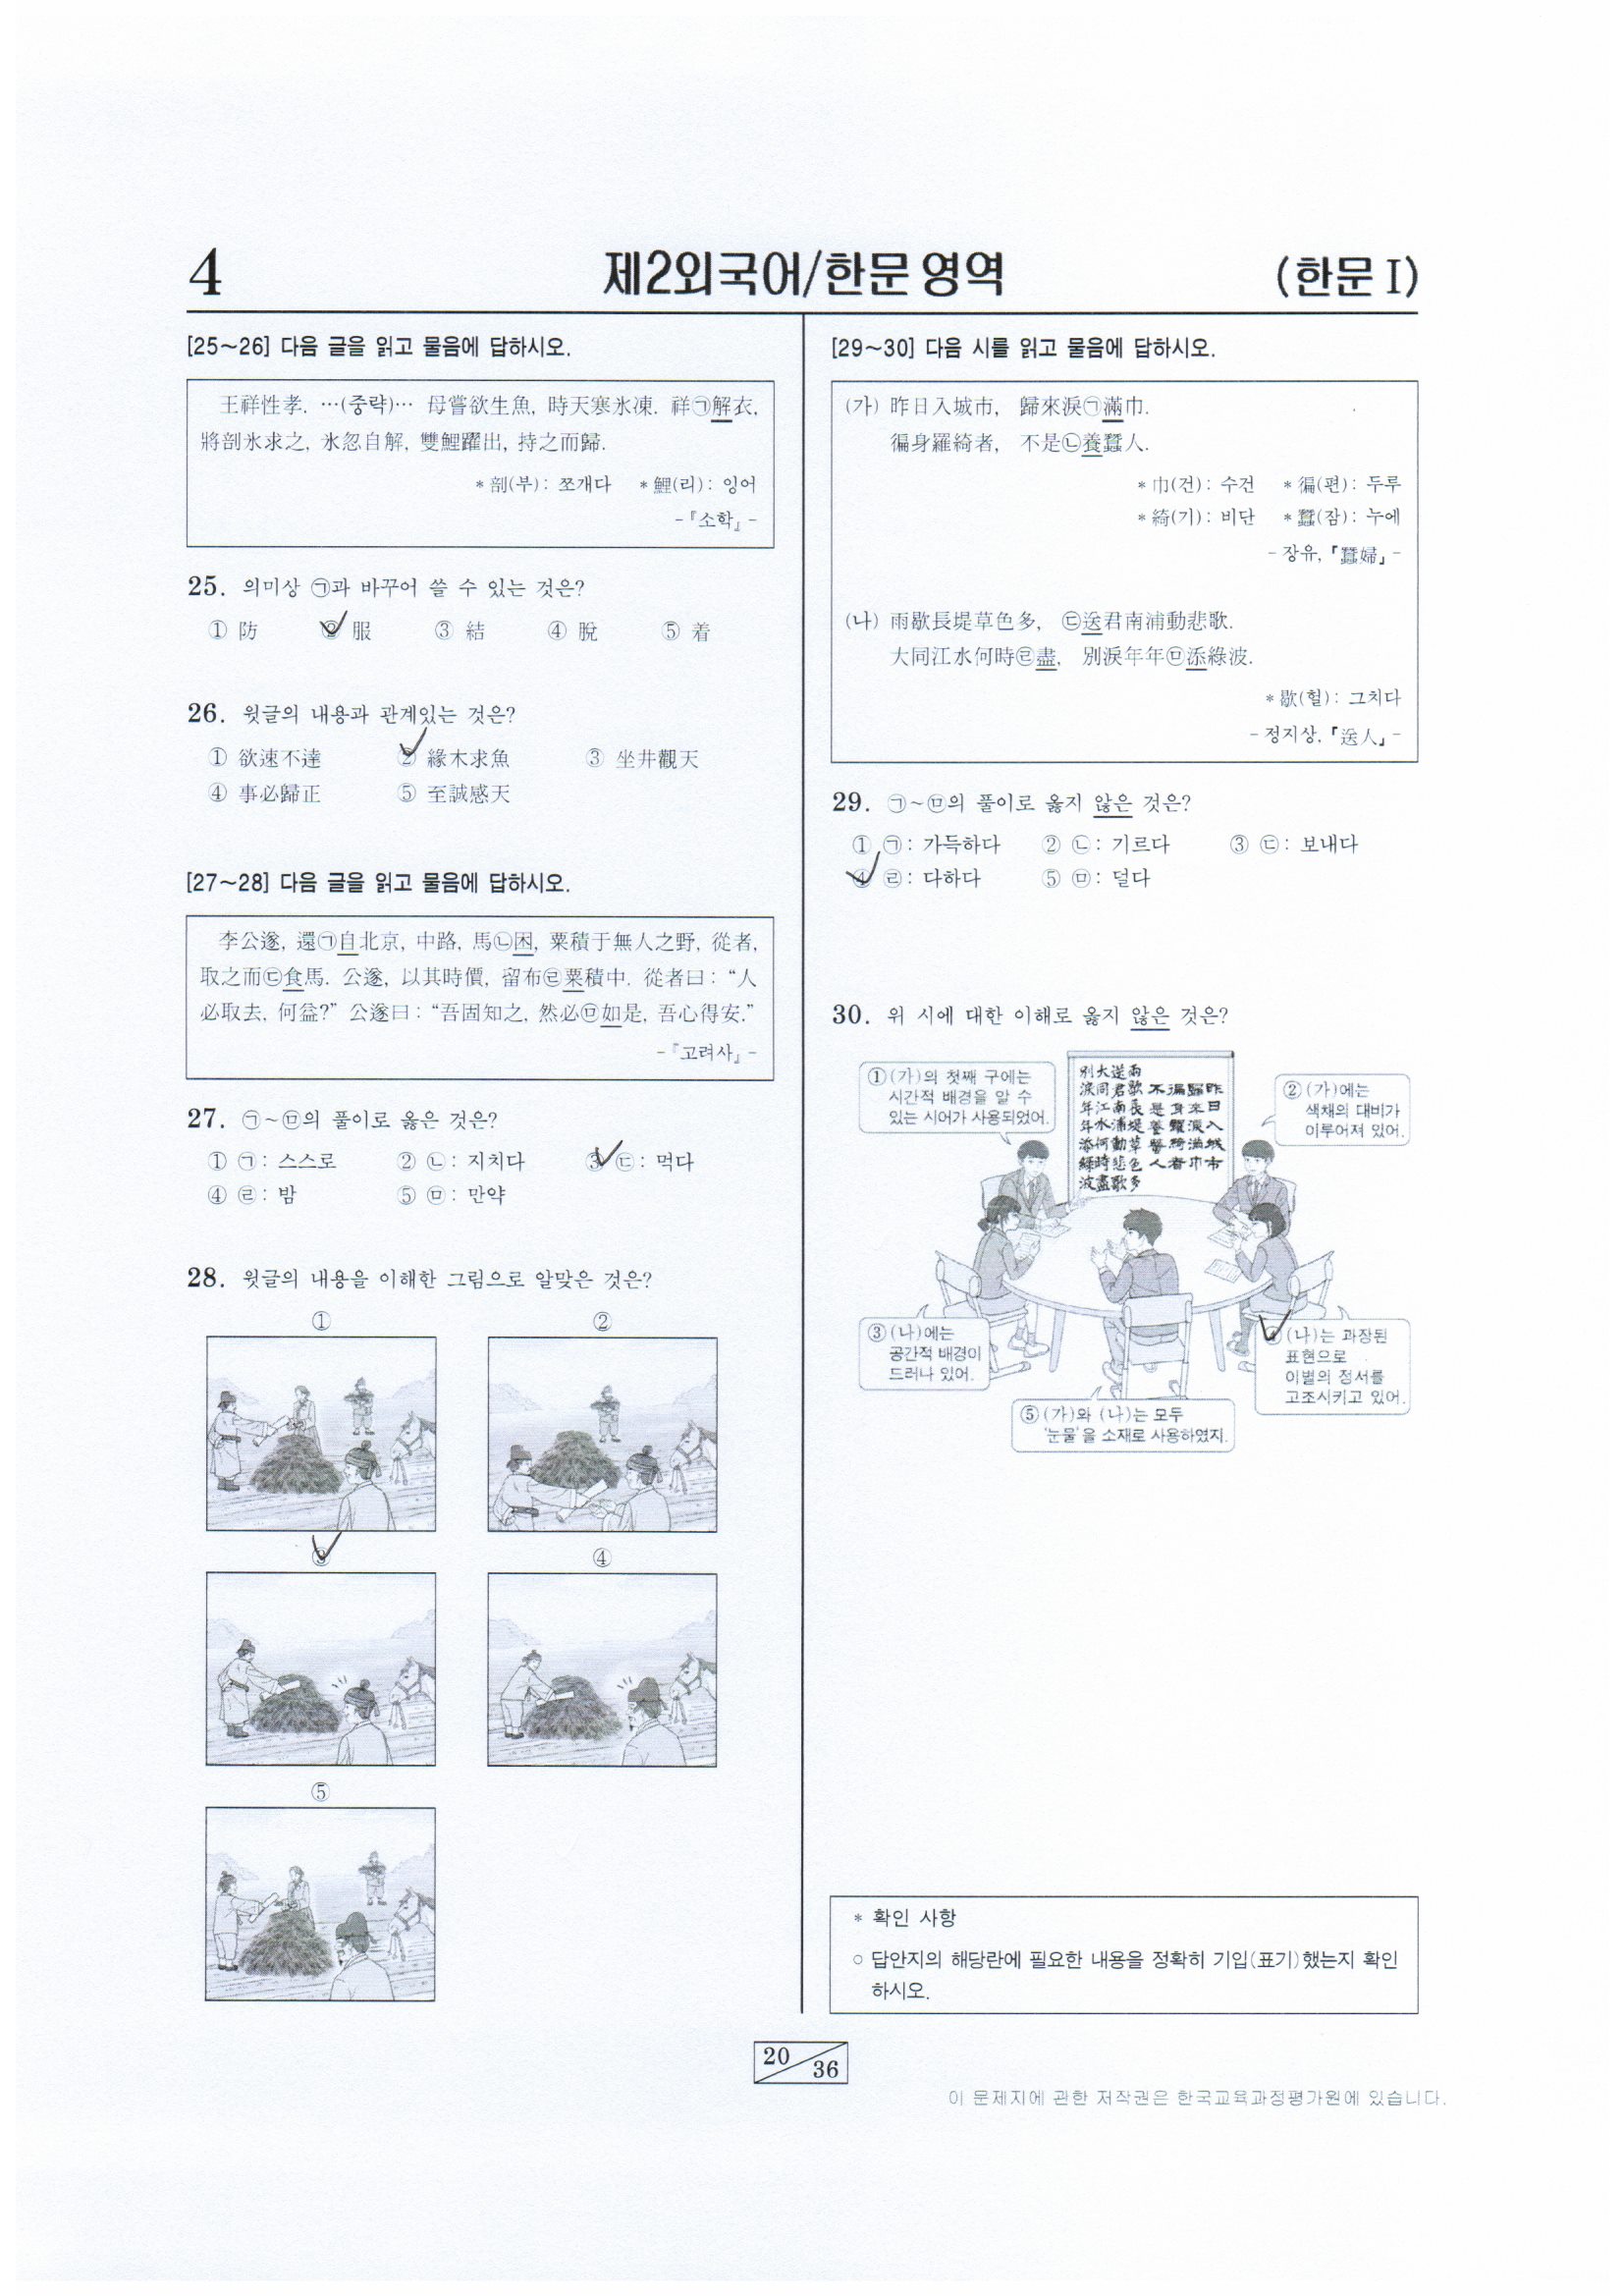 4
제2외국어/한문 영역
(한문 I)
[25~26] 다음 글을 읽고 물음에 답하시오.
王祥性孝. …(중략)… 母嘗欲生魚, 時天寒氷凍. 祥㉠解衣,
將剖氷求之, 氷忽自解, 雙鯉躍出, 持之而歸.
* 剖(부): 쪼개다 * 鯉(리): 잉어
-『소학』-
25. 의미상 ㉠과 바꾸어 쓸 수 있는 것은?
① 防 ② 服 ③ 結 ④ 脫 ⑤ 着
26. 윗글의 내용과 관계있는 것은?
① 欲速不達 ② 緣木求魚 ③ 坐井觀天
④ 事必歸正 ⑤ 至誠感天
[27~28] 다음 글을 읽고 물음에 답하시오.
李公遂, 還㉠自北京, 中路, 馬㉡困, 粟積于無人之野, 從者,
取之而㉢食馬. 公遂, 以其時價, 留布㉣粟積中. 從者曰: “人
必取去, 何益?” 公遂曰: “吾固知之, 然必㉤如是, 吾心得安.”
-『고려사』-
27. ㉠~㉤의 풀이로 옳은 것은?
① ㉠: 스스로 ② ㉡: 지치다 ③ ㉢: 먹다
④ ㉣: 밤 ⑤ ㉤: 만약
28. 윗글의 내용을 이해한 그림으로 알맞은 것은?
① ②
③ ④
⑤
[29~30] 다음 시를 읽고 물음에 답하시오.
(가) 昨日入城市, 歸來淚㉠滿巾.
徧身羅綺者, 不是㉡養蠶人.
* 巾(건): 수건 * 徧(편): 두루
* 綺(기): 비단 * 蠶(잠): 누에
- 장유, 『蠶婦』-
(나) 雨歇長堤草色多, ㉢送君南浦動悲歌.
大同江水何時㉣盡, 別淚年年㉤添綠波.
* 歇(헐): 그치다
- 정지상, 『送人』-
29. ㉠~㉤의 풀이로 옳지 않은 것은?
① ㉠: 가득하다 ② ㉡: 기르다 ③ ㉢: 보내다
④ ㉣: 다하다 ⑤ ㉤: 덜다
30. 위 시에 대한 이해로 옳지 않은 것은?
① (가)의 첫째 구에는
시간적 배경을 알 수
있는 시어가 사용되었어.
昨日入城市
歸來淚滿巾
徧身羅綺者
不是養蠶人
雨歇長堤草色多
送君南浦動悲歌
大同江水何時盡
別淚年年添綠波
② (가)에는
색채의 대비가
이루어져 있어.
③ (나)에는
공간적 배경이
드러나 있어.
④ (나)는 과장된
표현으로
이별의 정서를
고조시키고 있어.
⑤ (가)와 (나)는 모두
'눈물'을 소재로 사용하였지.
* 확인 사항
○ 답안지의 해당란에 필요한 내용을 정확히 기입(표기)했는지 확인
하시오.
20
36
이 문제지에 관한 저작권은 한국교육과정평가원에 있습니다.